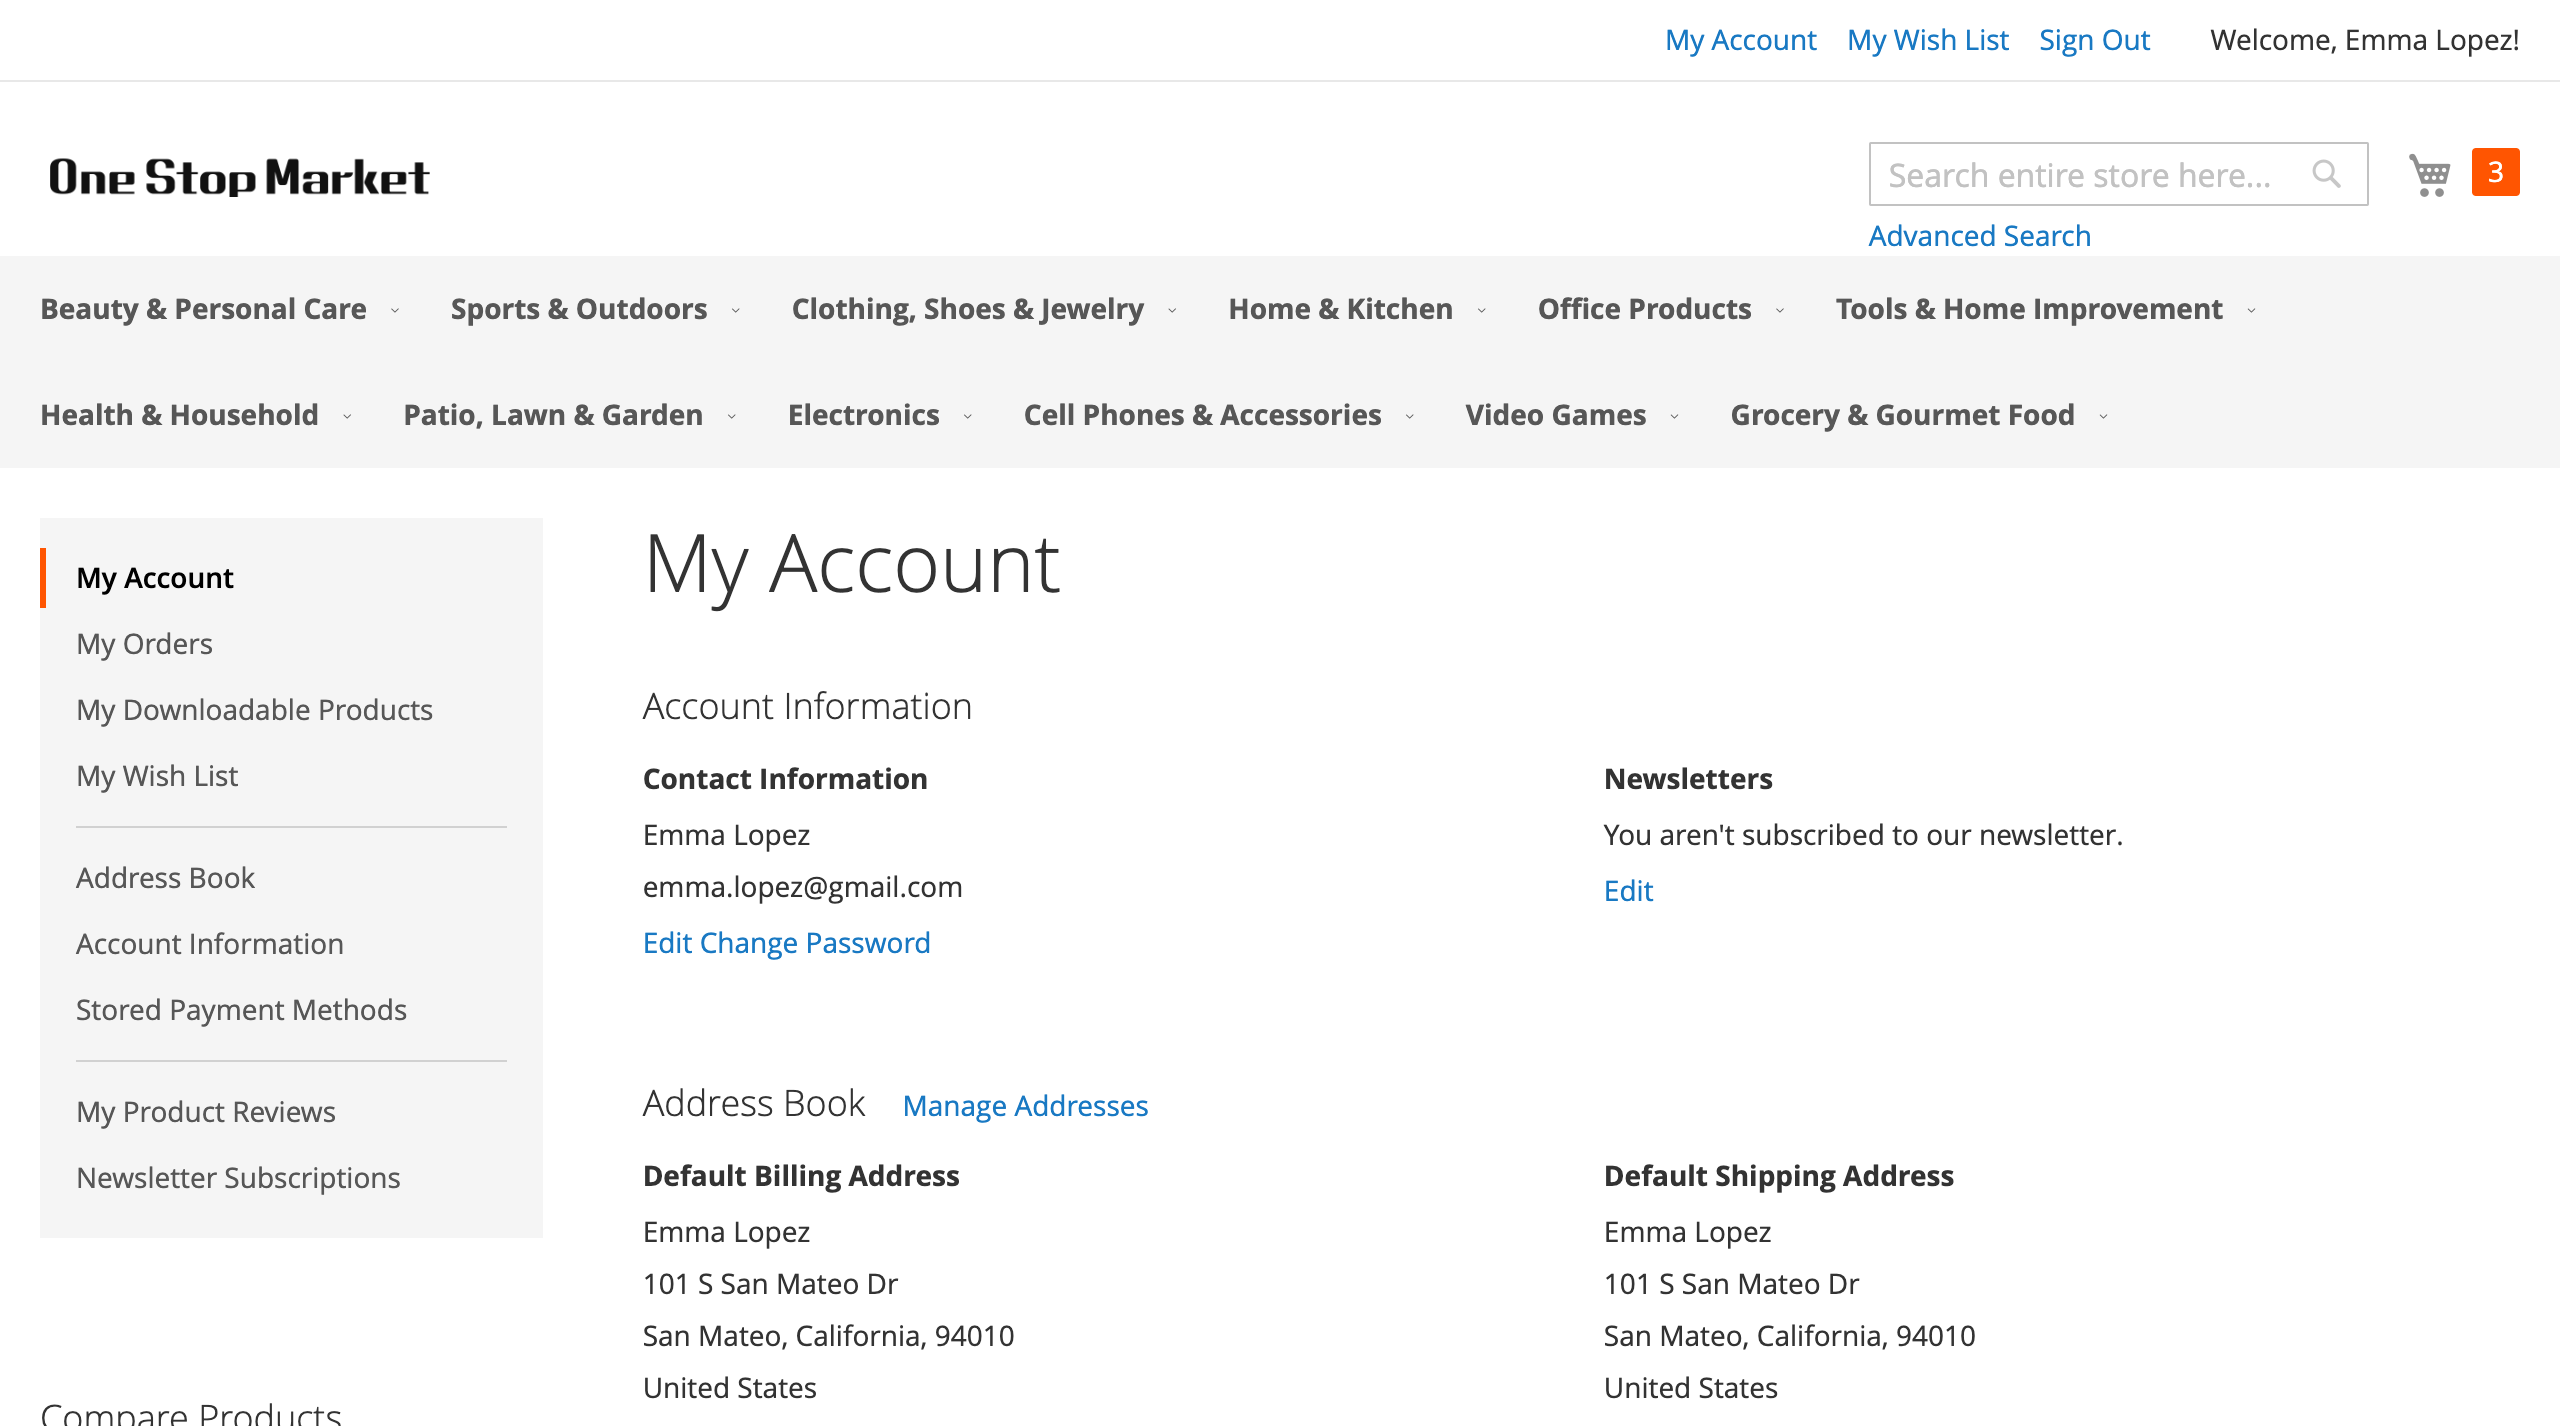 My Account My Wish List Sign Out Welcome, Emma Lopez!
One Stop Market
Search entire store here... 3
Advanced Search
Beauty & Personal Care Sports & Outdoors Clothing, Shoes & Jewelry Home & Kitchen Office Products Tools & Home Improvement
Health & Household Patio, Lawn & Garden Electronics Cell Phones & Accessories Video Games Grocery & Gourmet Food
My Account
My Orders
My Downloadable Products
My Wish List
Address Book
Account Information
Stored Payment Methods
My Product Reviews
Newsletter Subscriptions
Compare Products
My Account
Account Information
Contact Information
Emma Lopez
emma.lopez@gmail.com
Edit Change Password
Newsletters
You aren't subscribed to our newsletter.
Edit
Address Book Manage Addresses
Default Billing Address
Emma Lopez
101 S San Mateo Dr
San Mateo, California, 94010
United States
Default Shipping Address
Emma Lopez
101 S San Mateo Dr
San Mateo, California, 94010
United States